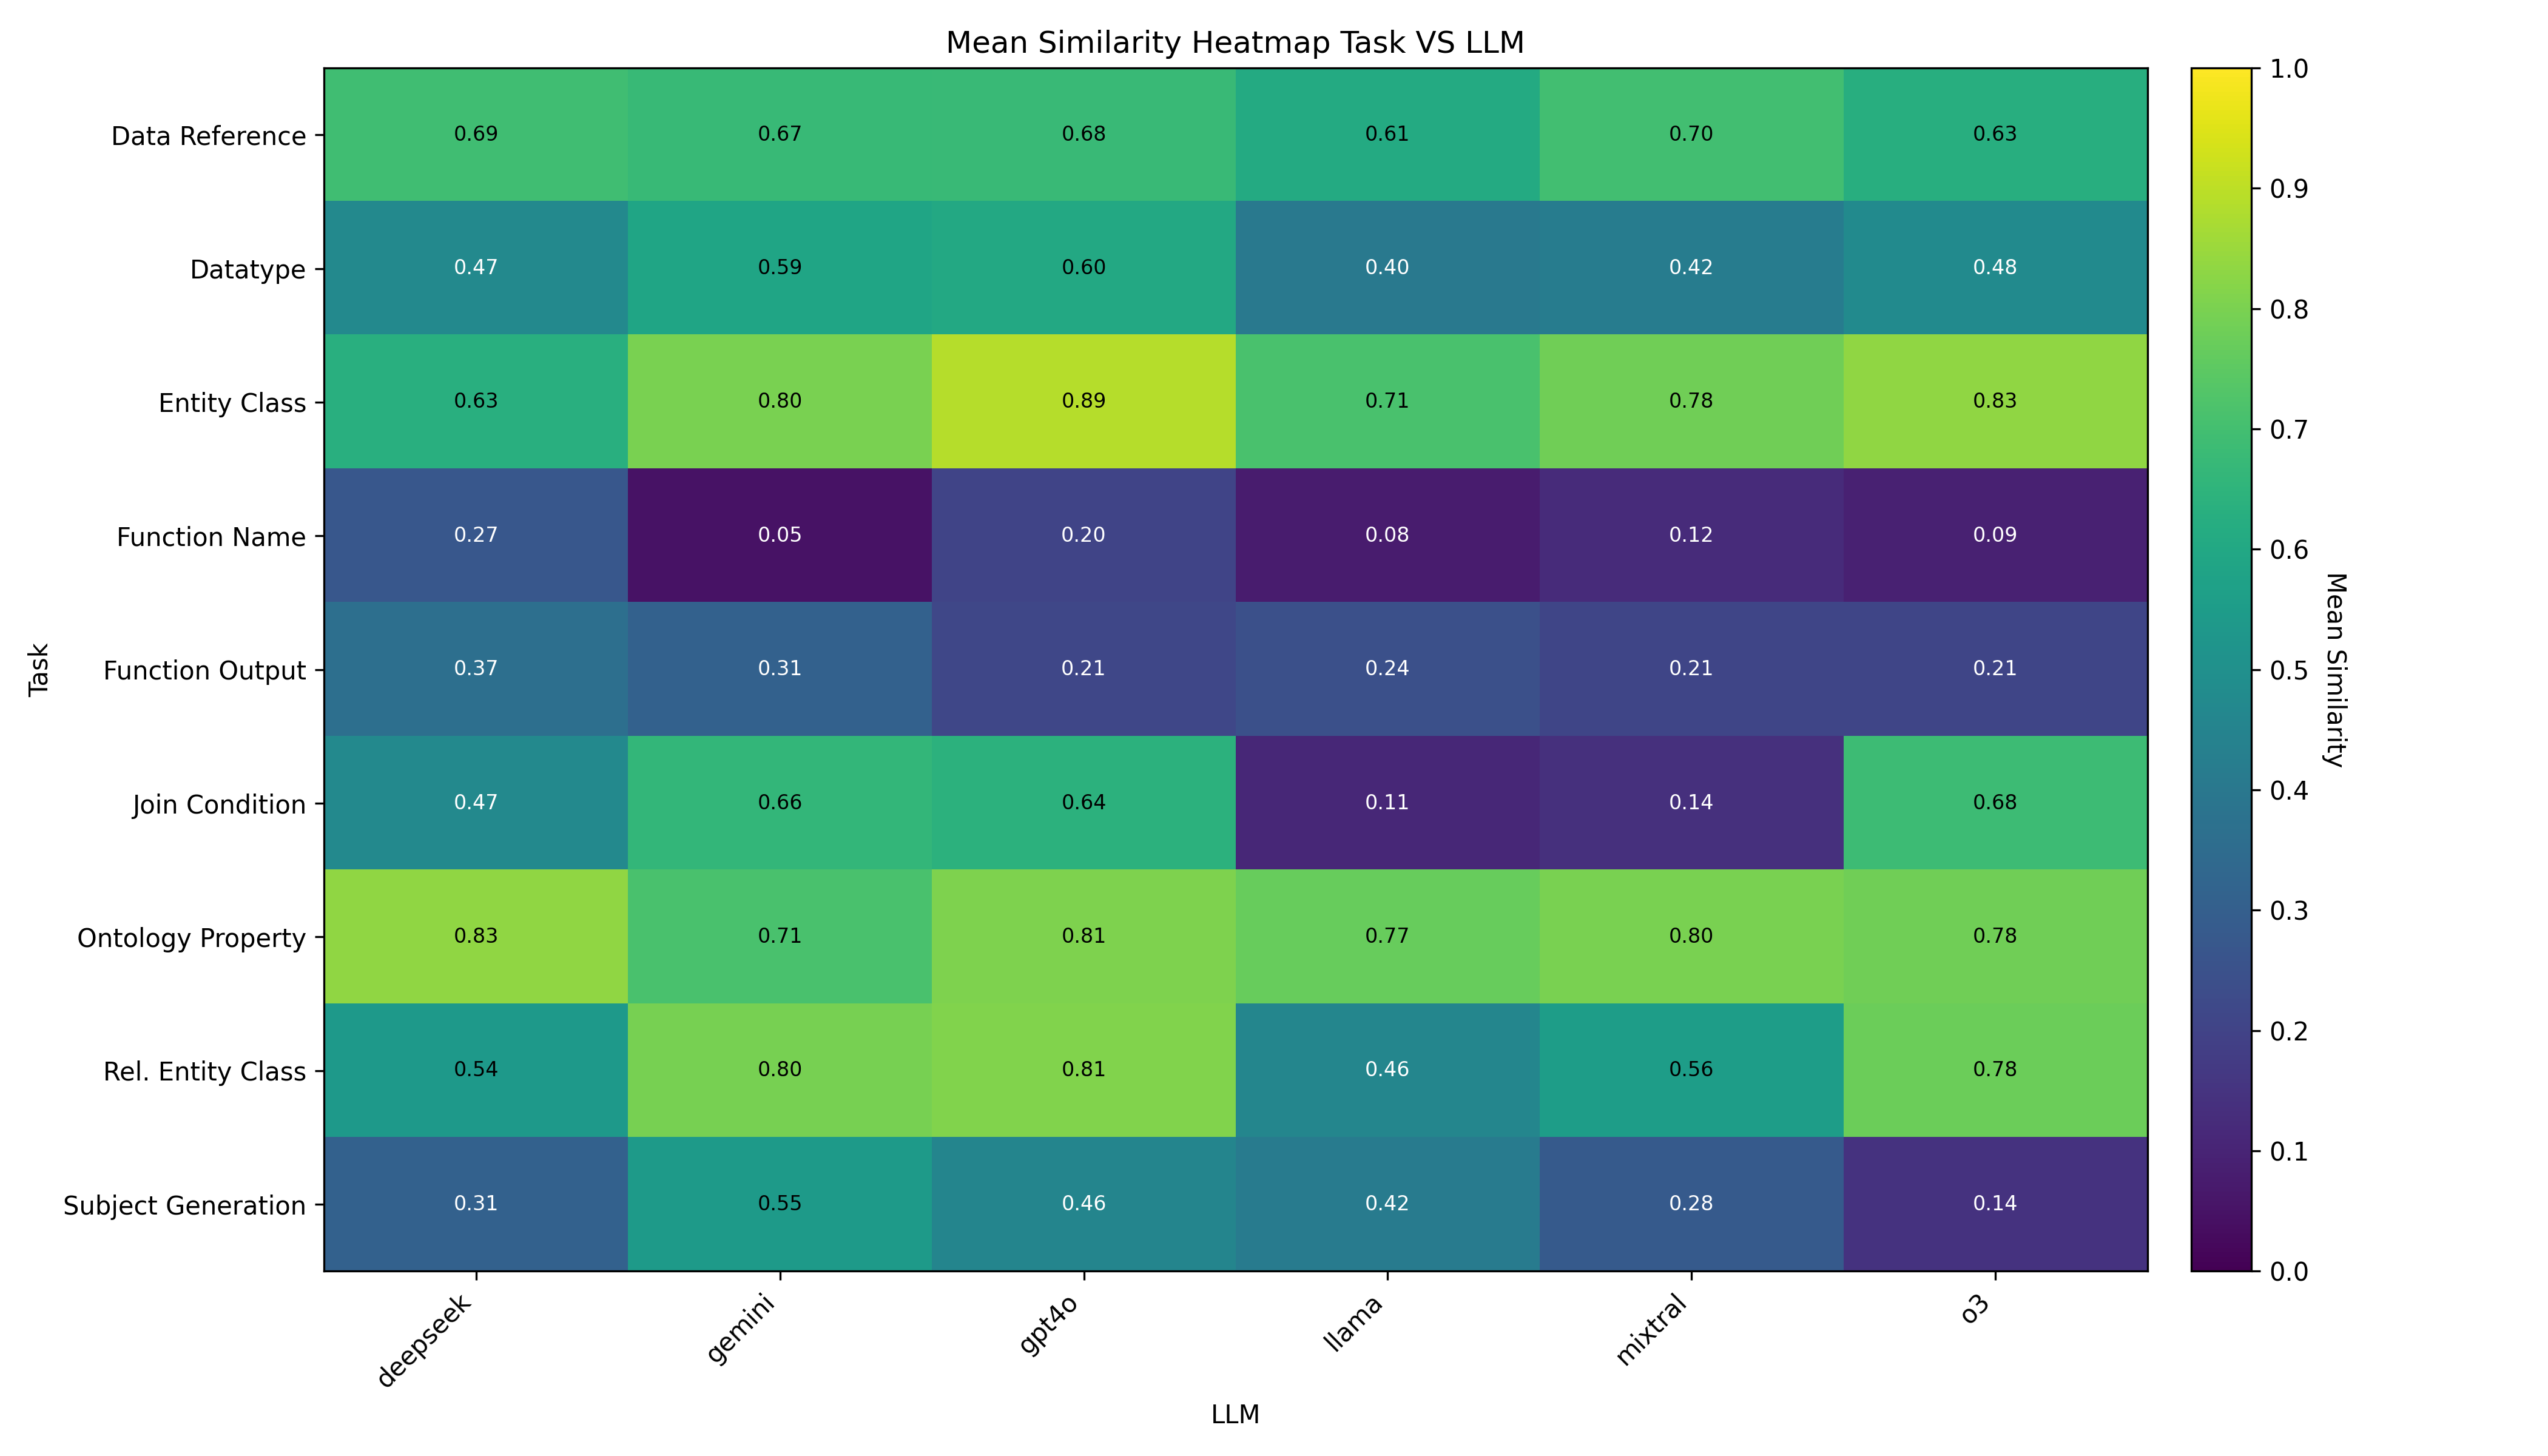 Mean Similarity Heatmap Task VS LLM
Data Reference 0.69 0.67 0.68 0.61 0.70 0.63
Datatype 0.47 0.59 0.60 0.40 0.42 0.48
Entity Class 0.63 0.80 0.89 0.71 0.78 0.83
Function Name 0.27 0.05 0.20 0.08 0.12 0.09
Function Output 0.37 0.31 0.21 0.24 0.21 0.21
Join Condition 0.47 0.66 0.64 0.11 0.14 0.68
Ontology Property 0.83 0.71 0.81 0.77 0.80 0.78
Rel. Entity Class 0.54 0.80 0.81 0.46 0.56 0.78
Subject Generation 0.31 0.55 0.46 0.42 0.28 0.14
deepseek gemini gpt4o llama mixtral o3
LLM
Task
1.0
0.9
0.8
0.7
0.6
0.5
0.4
0.3
0.2
0.1
0.0
Mean Similarity